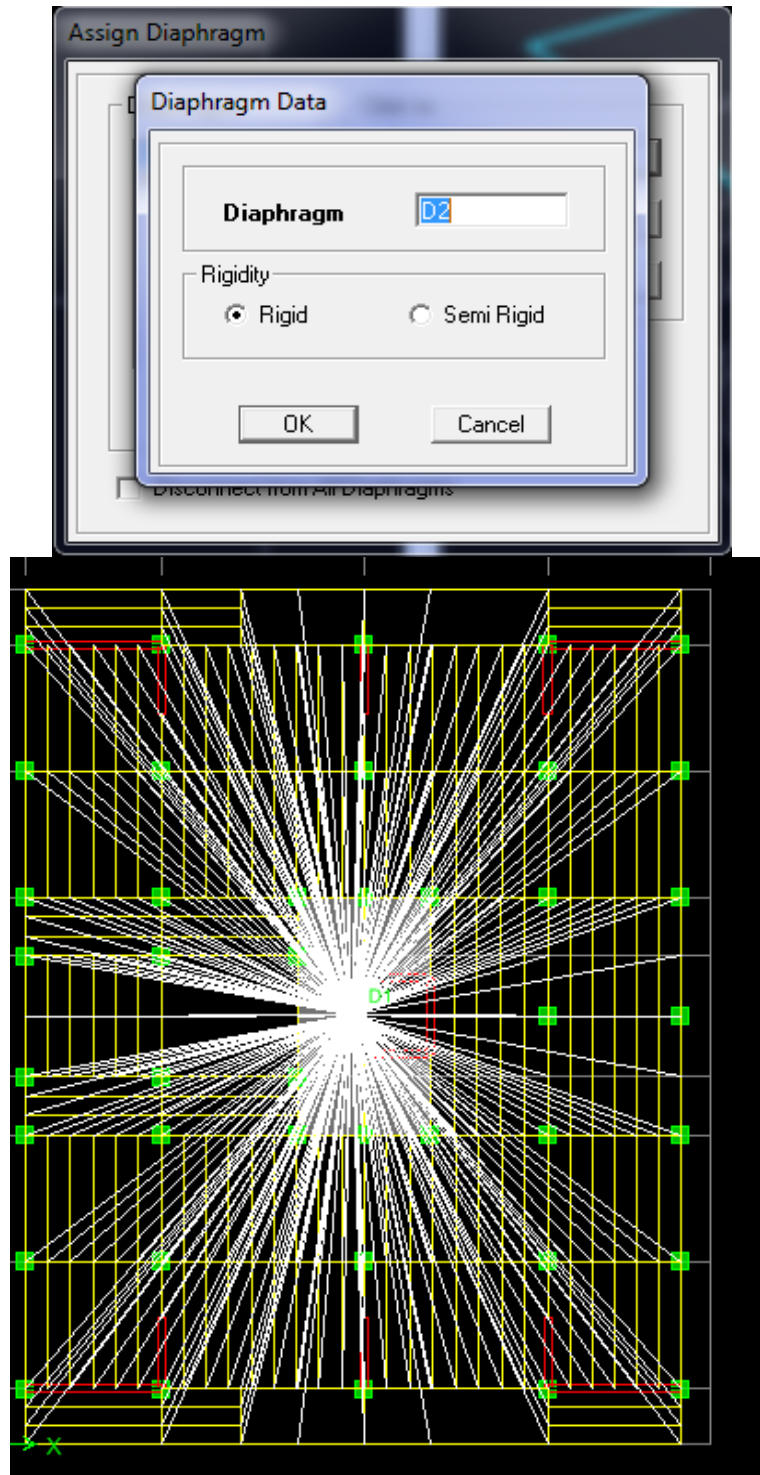 Assign Diaphragm
Diaphragm Data
Diaphragm
D2
Rigidity
Rigid
Semi Rigid
OK
Cancel
Disconnect from All Diaphragms
D1
X